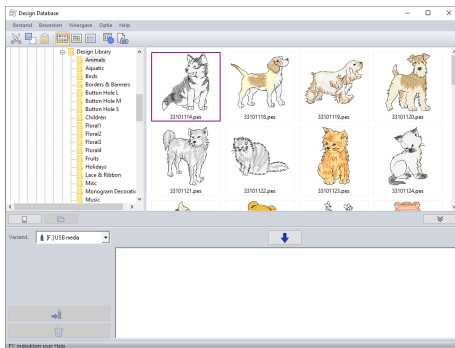 Design Database
Bestand Bewerken Weergave Optie Help
Design Library
Animals
Aquatic
Birds
Borders & Banners
Button Hole L
Button Hole M
Button Hole S
Children
Floral1
Floral2
Floral3
Floral4
Fruits
Holidays
Lace & Ribbon
Misc
Monogram Decorati
Music
33101114.pes 33101118.pes 33101119.pes 33101120.pes
33101121.pes 33101122.pes 33101123.pes 33101124.pes
Verzend: [F:]USB-media
F1' indrukken voor Help